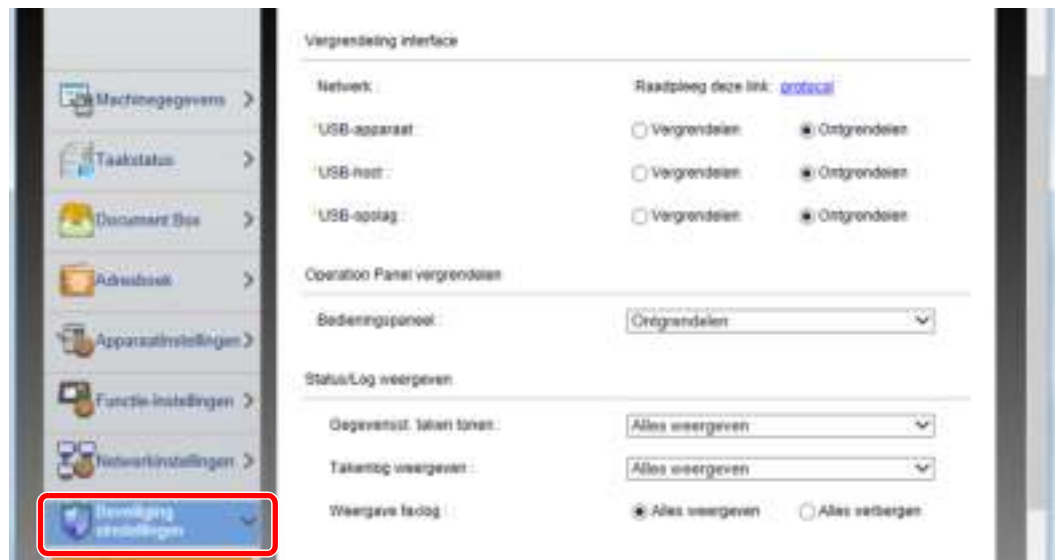 Machinegegevens
Taakstatus
Document Box
Adresboek
Apparaatinstellingen
Functie-instellingen
Netwerkinstellingen
Beveiliging
Vergrendeling interface
Netwerk : Raadpleeg deze link: protocol
*USB-apparaat : Vergrendelen Ontgrendelen
*USB-host : Vergrendelen Ontgrendelen
*USB-opslag : Vergrendelen Ontgrendelen
Operation Panel vergrendelen
Bedieningspaneel : Ontgrendelen
Status/Log weergeven
Gegevensst. taken tonen : Alles weergeven
Takenlog weergeven : Alles weergeven
Weergave faxlog : Alles weergeven Alles verbergen